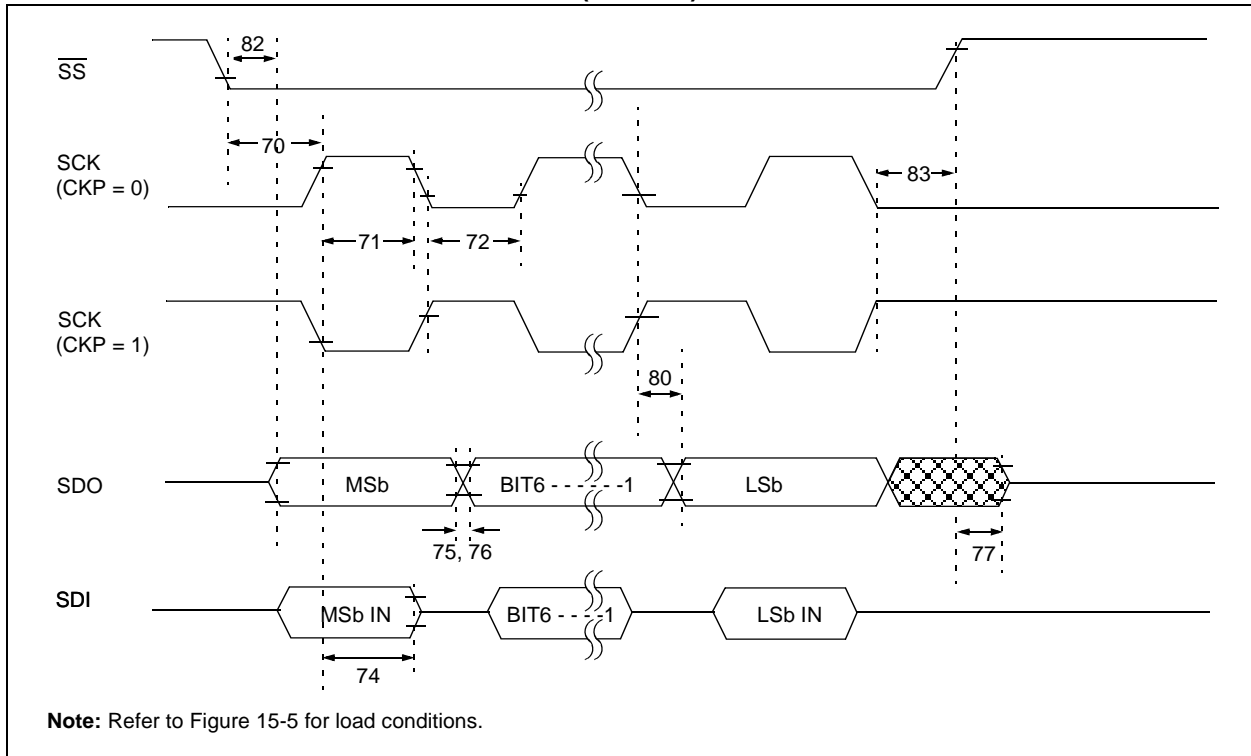 82
SS
70
SCK
(CKP = 0)
83
71
72
SCK
(CKP = 1)
80
SDO
MSb
BIT6 - - - - - -1
LSb
75, 76
77
SDI
MSb IN
BIT6 - - - -1
LSb IN
74
Note: Refer to Figure 15-5 for load conditions.